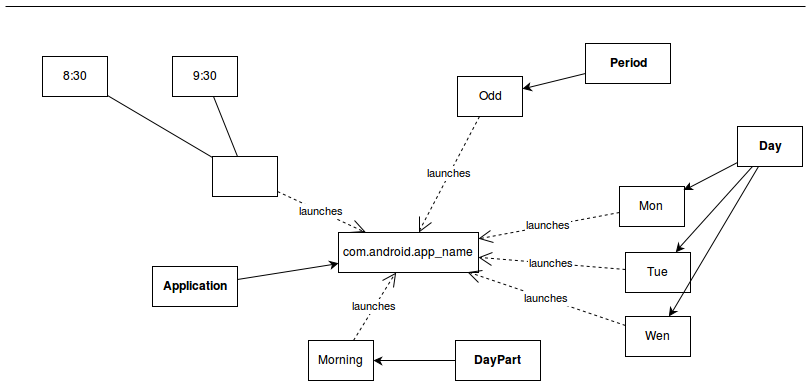 Period
8:30
9:30
Odd
Day
launches
Mon
launches
launches
com.android.app_name
launches
Tue
Application
launches
launches
Wen
Morning
DayPart